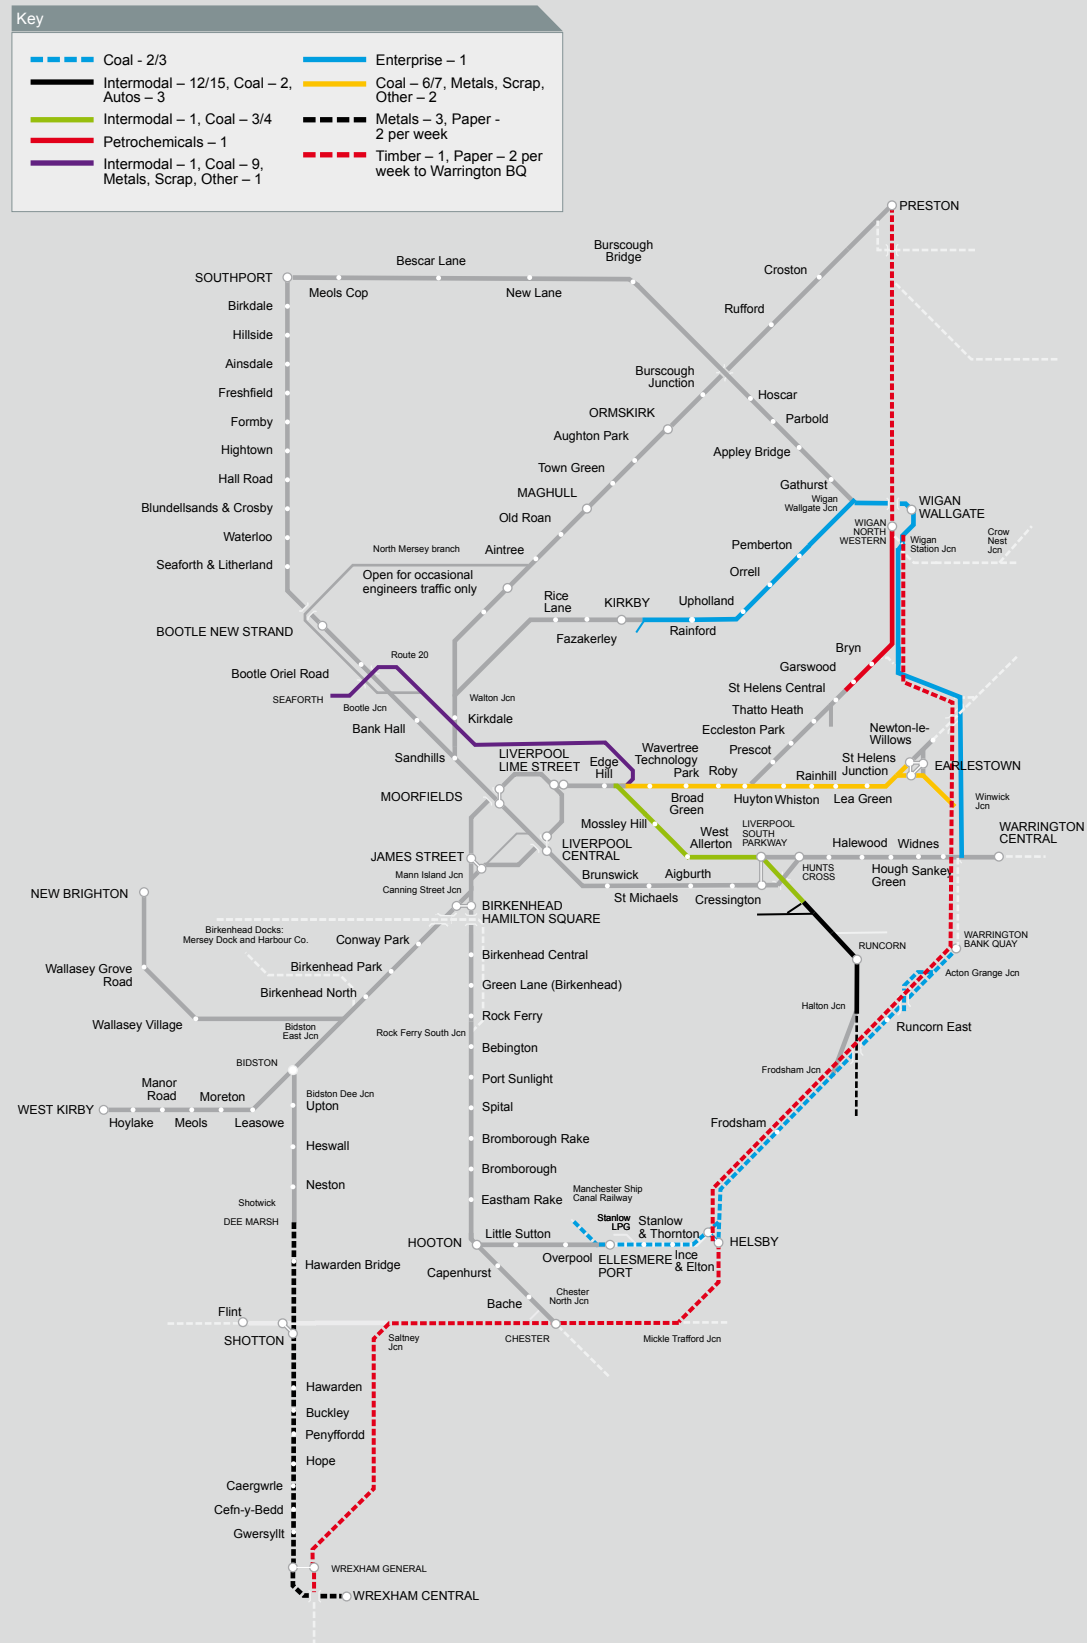 Key
Coal - 2/3
Intermodal – 12/15, Coal – 2,
Autos – 3
Intermodal – 1, Coal – 3/4
Petrochemicals – 1
Intermodal – 1, Coal – 9,
Metals, Scrap, Other – 1
Enterprise – 1
Coal – 6/7, Metals, Scrap,
Other – 2
Metals – 3, Paper -
2 per week
Timber – 1, Paper – 2 per
week to Warrington BQ
PRESTON
Burscough
Bridge
Bescar Lane
Croston
SOUTHPORT
Meols Cop
New Lane
Birkdale
Rufford
Hillside
Ainsdale
Burscough
Junction
Freshfield
Hoscar
ORMSKIRK
Parbold
Formby
Aughton Park
Hightown
Appley Bridge
Town Green
Hall Road
Gathurst
MAGHULL
Wigan
Wallgate Jcn
WIGAN
WALLGATE
Blundellsands & Crosby
Old Roan
WIGAN
NORTH
WESTERN
Wigan
Station Jcn
Crow
Nest
Jcn
Waterloo
Pemberton
North Mersey branch
Aintree
Seaforth & Litherland
Open for occasional
engineers traffic only
Orrell
Rice
Lane
KIRKBY
Upholland
BOOTLE NEW STRAND
Fazakerley
Rainford
Bryn
Route 20
Garswood
Bootle Oriel Road
St Helens Central
SEAFORTH
Walton Jcn
Bootle Jcn
Thatto Heath
Kirkdale
Bank Hall
Eccleston Park
Newton-le-
Willows
Prescot
Sandhills
LIVERPOOL
LIME STREET
Edge
Hill
Wavertree
Technology
Park
Roby
Rainhill
St Helens
Junction
EARLESTOWN
MOORFIELDS
Broad
Green
Huyton
Whiston
Lea Green
Winwick
Jcn
Mossley Hill
West
Allerton
LIVERPOOL
SOUTH
PARKWAY
Halewood
Widnes
WARRINGTON
CENTRAL
LIVERPOOL
CENTRAL
JAMES STREET
Mann Island Jcn
Brunswick
Aigburth
HUNTS
CROSS
Hough
Green
Sankey
Canning Street Jcn
St Michaels
Cressington
NEW BRIGHTON
BIRKENHEAD
HAMILTON SQUARE
Birkenhead Docks:
Mersey Dock and Harbour Co.
Conway Park
RUNCORN
WARRINGTON
BANK QUAY
Birkenhead Central
Wallasey Grove
Road
Birkenhead Park
Acton Grange Jcn
Birkenhead North
Green Lane (Birkenhead)
Halton Jcn
Wallasey Village
Bidston
East Jcn
Rock Ferry
Rock Ferry South Jcn
Runcorn East
Bebington
BIDSTON
Frodsham Jcn
Port Sunlight
Manor
Road
Moreton
Bidston Dee Jcn
Upton
WEST KIRBY
Spital
Hoylake
Meols
Leasowe
Frodsham
Bromborough Rake
Heswall
Bromborough
Neston
Manchester Ship
Canal Railway
Eastham Rake
Shotwick
DEE MARSH
Stanlow
LPG
Stanlow
& Thornton
Little Sutton
HOOTON
HELSBY
Overpool
ELLESMERE
PORT
Ince
& Elton
Hawarden Bridge
Capenhurst
Chester
North Jcn
Bache
Flint
SHOTTON
Saltney
Jcn
CHESTER
Mickle Trafford Jcn
Hawarden
Buckley
Penyffordd
Hope
Caergwrle
Cefn-y-Bedd
Gwersyllt
WREXHAM GENERAL
WREXHAM CENTRAL